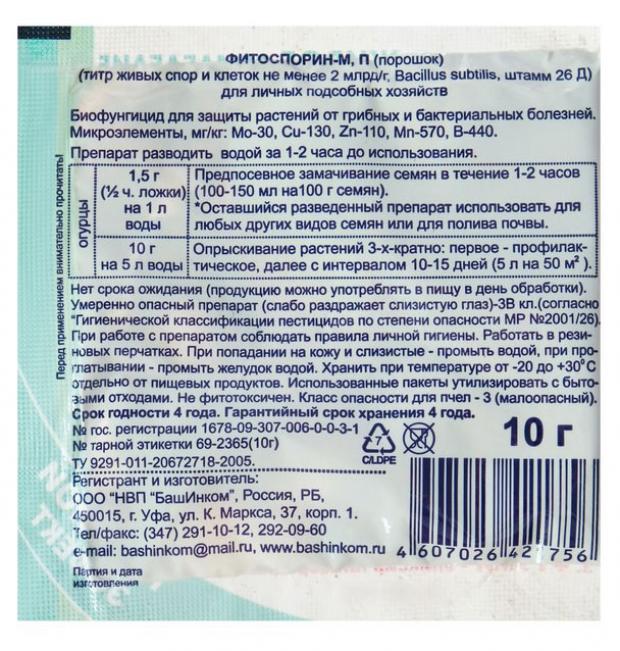 ФИТОСПОРИН-М, П (порошок)
(титр живых спор и клеток не менее 2 млрд/г, Bacillus subtilis, штамм 26 Д)
для личных подсобных хозяйств
Биофунгицид для защиты растений от грибных и бактериальных болезней.
Микроэлементы, мг/кг: Mo-30, Cu-130, Zn-110, Mn-570, B-440.
Препарат разводить водой за 1-2 часа до использования.
Перед применением внимательно прочитать!
огурцы
1,5 г
(½ ч. ложки)
на 1 л
воды
Предпосевное замачивание семян в течение 1-2 часов
(100-150 мл на100 г семян).
*Оставшийся разведенный препарат использовать для
любых других видов семян или для полива почвы.
10 г
на 5 л воды
Опрыскивание растений 3-х-кратно: первое - профилак-
тическое, далее с интервалом 10-15 дней (5 л на 50 м² ).
Нет срока ожидания (продукцию можно употреблять в пищу в день обработки).
Умеренно опасный препарат (слабо раздражает слизистую глаз)-3В кл.(согласно
"Гигиенической классификации пестицидов по степени опасности МР №2001/26).
При работе с препаратом соблюдать правила личной гигиены. Работать в рези-
новых перчатках. При попадании на кожу и слизистые - промыть водой, при про-
глатывании - промыть желудок водой. Хранить при температуре от -20 до +30°С
отдельно от пищевых продуктов. Использованные пакеты утилизировать с быто-
выми отходами. Не фитотоксичен. Класс опасности для пчел - 3 (малоопасный).
Срок годности 4 года. Гарантийный срок хранения 4 года.
№ гос. регистрации 1678-09-307-006-0-0-3-1
№ тарной этикетки 69-2365(10г)
ТУ 9291-011-20672718-2005.
7
C/LDPE
10 г
Регистрант и изготовитель:
ООО "НВП "БашИнком", Россия, РБ,
450015, г. Уфа, ул. К. Маркса, 37, корп. 1.
Тел/факс: (347) 291-10-12, 292-09-60
e-mail: bashinkom@mail.ru, www.bashinkom.ru
4 607026 421756
Партия и дата
изготовления